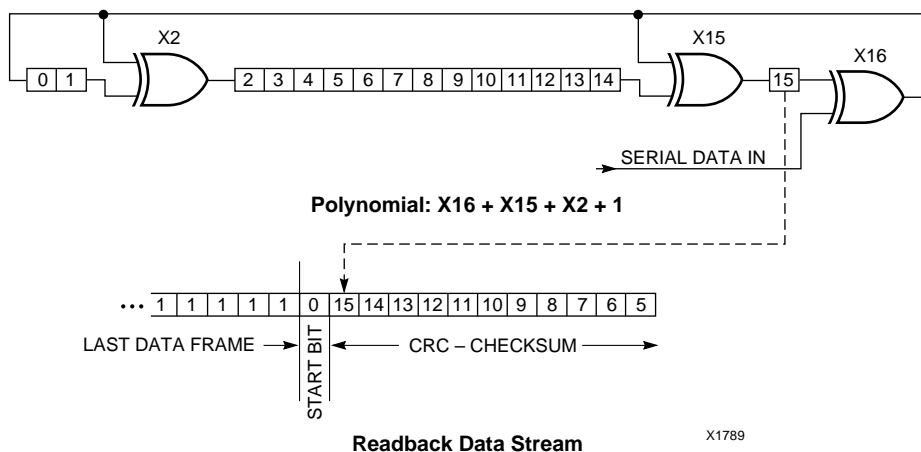 X2
X15
X16
0 1
2 3 4 5 6 7 8 9 10 11 12 13 14
15
SERIAL DATA IN
Polynomial: X16 + X15 + X2 + 1
••• 1 1 1 1 1 0 15 14 13 12 11 10 9 8 7 6 5
LAST DATA FRAME
START BIT
CRC – CHECKSUM
Readback Data Stream
X1789